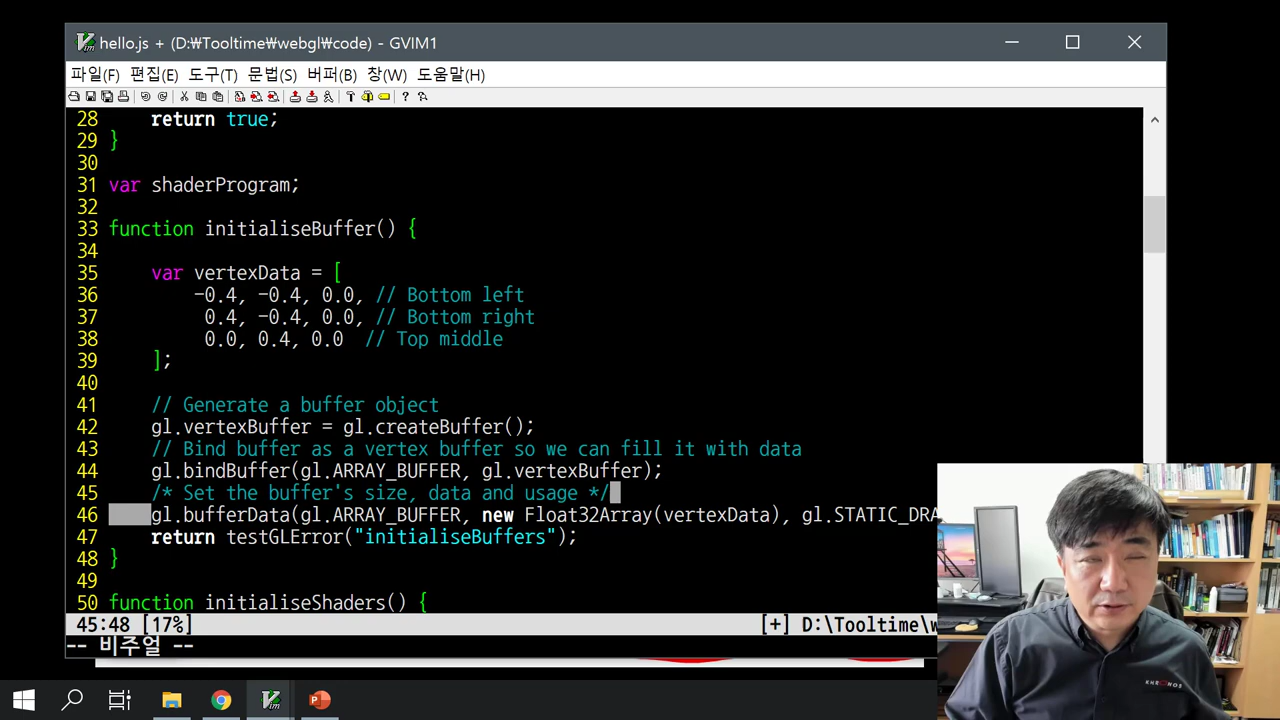 hello.js + (D:₩Tooltime₩webgl₩code) - GVIM1
파일(F) 편집(E) 도구(T) 문법(S) 버퍼(B) 창(W) 도움말(H)
28     return true;
29 }
30
31 var shaderProgram;
32
33 function initialiseBuffer() {
34
35     var vertexData = [
36         -0.4, -0.4, 0.0, // Bottom left
37          0.4, -0.4, 0.0, // Bottom right
38          0.0, 0.4, 0.0  // Top middle
39     ];
40
41     // Generate a buffer object
42     gl.vertexBuffer = gl.createBuffer();
43     // Bind buffer as a vertex buffer so we can fill it with data
44     gl.bindBuffer(gl.ARRAY_BUFFER, gl.vertexBuffer);
45     /* Set the buffer's size, data and usage */
46     gl.bufferData(gl.ARRAY_BUFFER, new Float32Array(vertexData), gl.STATIC_DRA
47     return testGLError("initialiseBuffers");
48 }
49
50 function initialiseShaders() {
45:48 [17%] [+] D:\Tooltime\w
-- 비주얼 --
KHRONOS